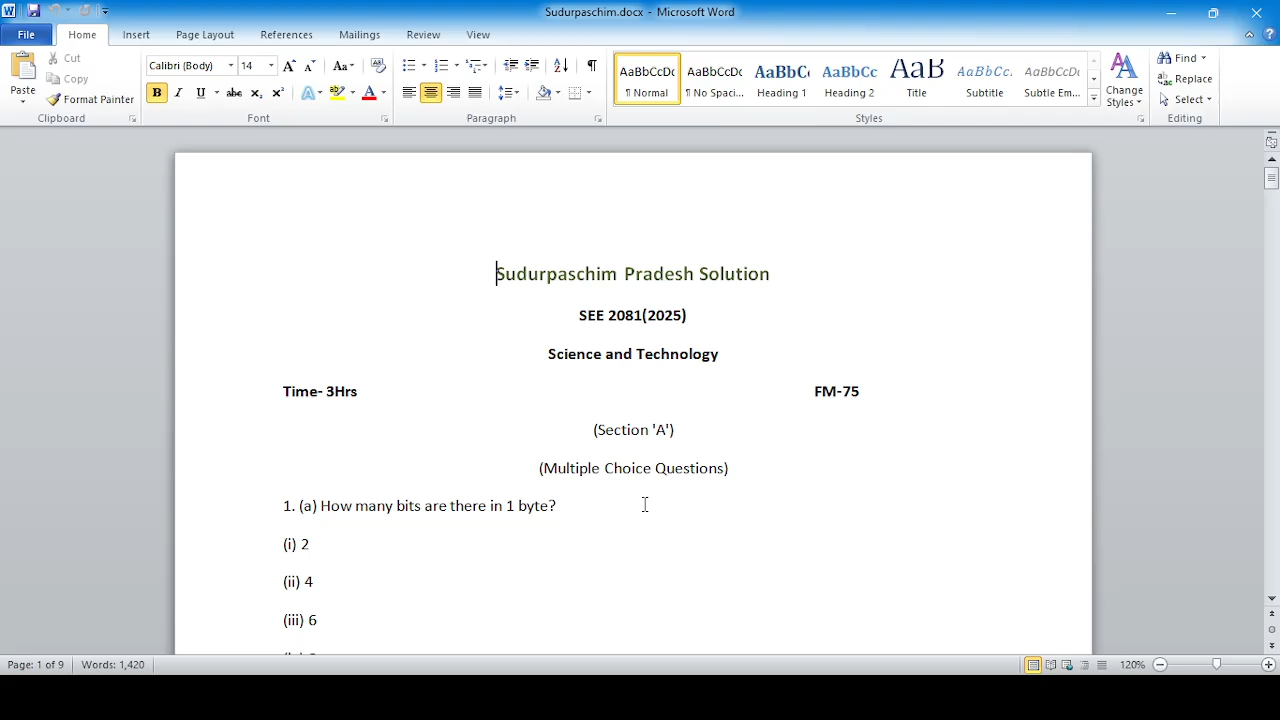 Sudurpaschim.docx - Microsoft Word
File Home Insert Page Layout References Mailings Review View
Paste
Cut
Copy
Format Painter
Clipboard
Calibri (Body) 14
Font
Paragraph
AaBbCcDc AaBbCcDc AaBbC AaBbCc AaB AaBbCc. AaBbCcDc
¶ Normal ¶ No Spaci... Heading 1 Heading 2 Title Subtitle Subtle Em...
Change Styles
Styles
Find
Replace
Select
Editing
Sudurpaschim Pradesh Solution
SEE 2081(2025)
Science and Technology
Time- 3Hrs FM-75
(Section 'A')
(Multiple Choice Questions)
1. (a) How many bits are there in 1 byte?
(i) 2
(ii) 4
(iii) 6
Page: 1 of 9 Words: 1,420 120%